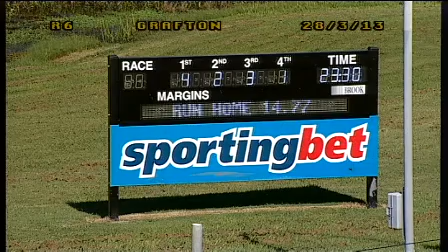 R6 GRAFTON 28/3/13
RACE 1ST 2ND 3RD 4TH TIME
4 2 3 1 23.30
BROOK
MARGINS
RUN HOME 14.77
sportingbet